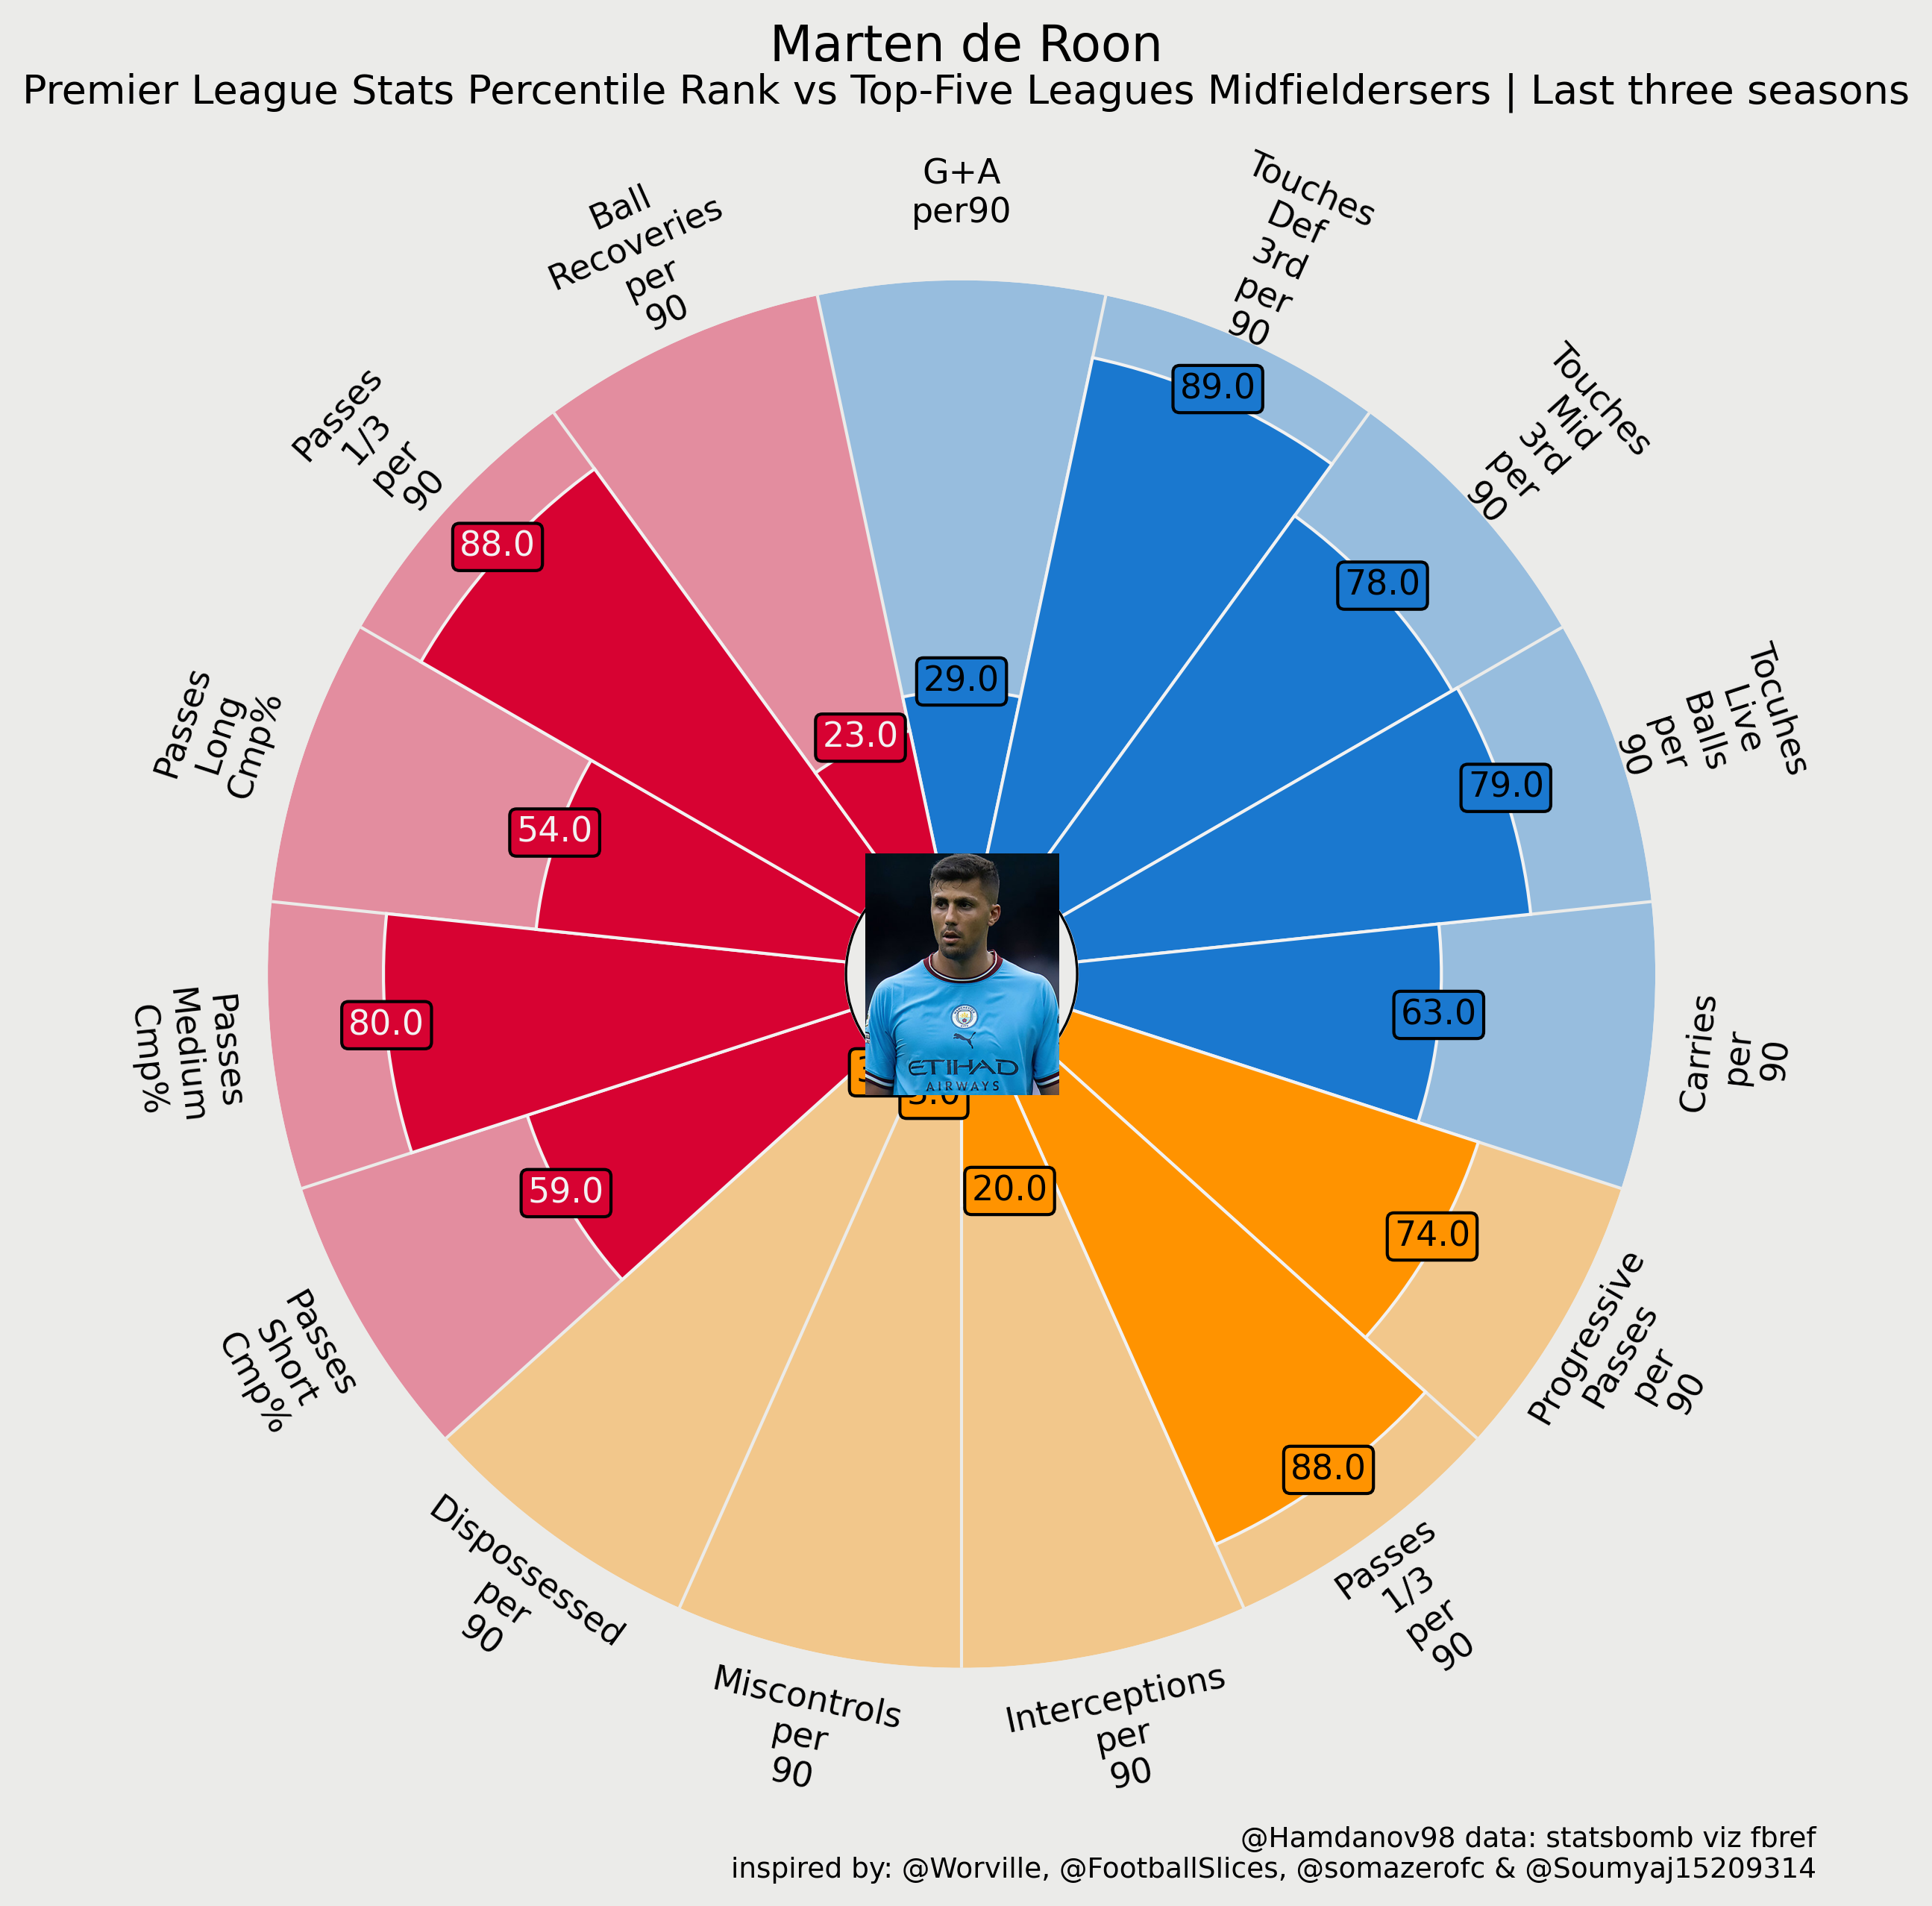 Marten de Roon
Premier League Stats Percentile Rank vs Top-Five Leagues Midfieldersers | Last three seasons
G+A
per90
29.0
Touches
Def
3rd
per
90
89.0
Touches
Mid
3rd
per
90
78.0
Tocuhes
Live
Balls
per
90
79.0
Carries
per
90
63.0
Progressive
Passes
per
90
74.0
Passes
1/3
per
90
88.0
Interceptions
per
90
20.0
Miscontrols
per
90
Dispossessed
per
90
Passes
Short
Cmp%
59.0
Passes
Medium
Cmp%
80.0
Passes
Long
Cmp%
54.0
Passes
1/3
per
90
88.0
Ball
Recoveries
per
90
23.0
ETIHAD
AIRWAYS
@Hamdanov98 data: statsbomb viz fbref
inspired by: @Worville, @FootballSlices, @somazerofc & @Soumyaj15209314